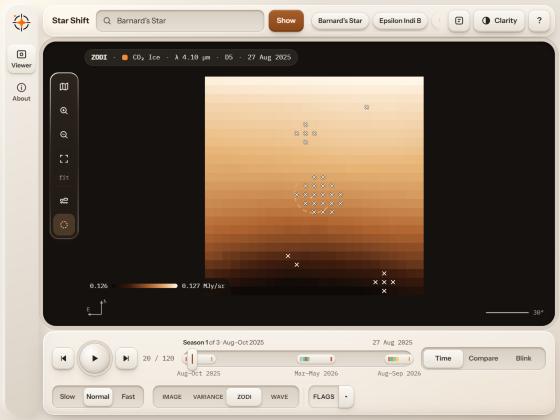 Star Shift
Barnard's Star
Show
Barnard's Star
Epsilon Indi B
Clarity
?
Viewer
About
ZODI · CO₂ Ice · λ 4.10 µm · D5 · 27 Aug 2025
fit
0.126
0.127 MJy/sr
E
30"
Season 1 of 3 · Aug–Oct 2025
27 Aug 2025
20 / 120
Aug–Oct 2025
Mar–May 2026
Aug–Sep 2026
Time
Compare
Blink
Slow
Normal
Fast
IMAGE
VARIANCE
ZODI
WAVE
FLAGS